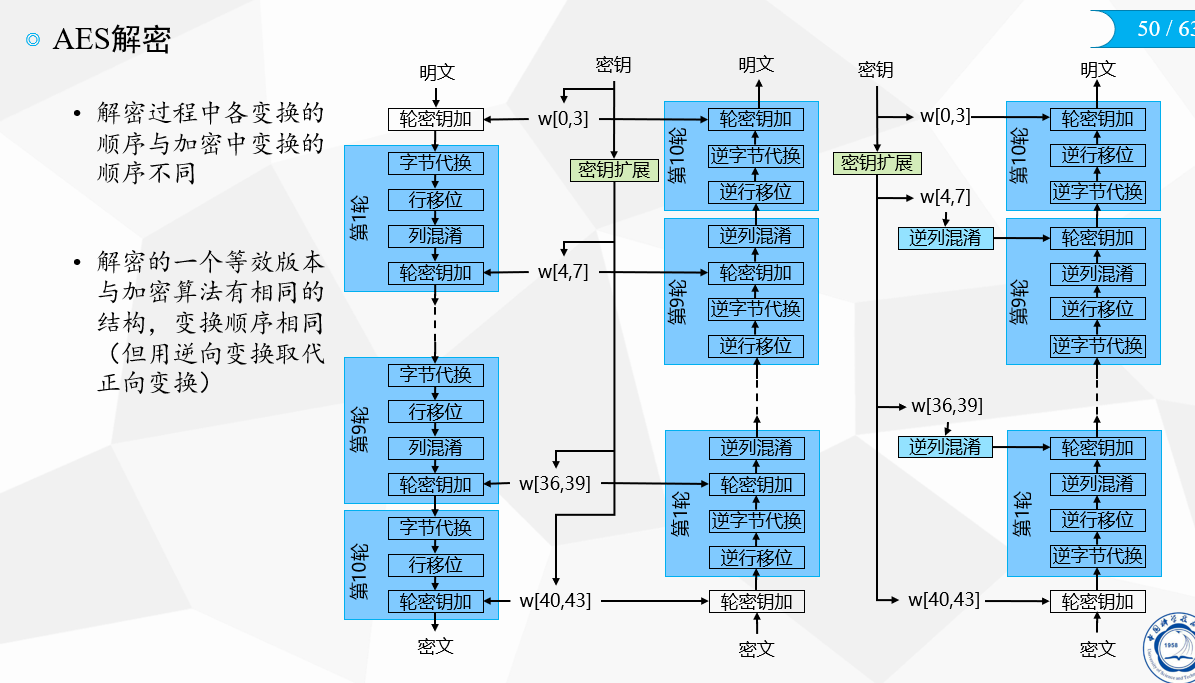 AES解密
50 / 63
• 解密过程中各变换的
顺序与加密中变换的
顺序不同
• 解密的一个等效版本
与加密算法有相同的
结构，变换顺序相同
（但用逆向变换取代
正向变换）
明文
轮密钥加
第1轮
字节代换
行移位
列混淆
轮密钥加
第9轮
字节代换
行移位
列混淆
轮密钥加
第10轮
字节代换
行移位
轮密钥加
密文
密钥
w[0,3]
密钥扩展
w[4,7]
w[36,39]
w[40,43]
明文
第10轮
轮密钥加
逆字节代换
逆行移位
第9轮
逆列混淆
轮密钥加
逆字节代换
逆行移位
第1轮
逆列混淆
轮密钥加
逆字节代换
逆行移位
轮密钥加
密文
密钥
w[0,3]
密钥扩展
w[4,7]
逆列混淆
w[36,39]
逆列混淆
w[40,43]
明文
第10轮
轮密钥加
逆行移位
逆字节代换
第9轮
轮密钥加
逆列混淆
逆行移位
逆字节代换
第1轮
轮密钥加
逆列混淆
逆行移位
逆字节代换
轮密钥加
密文
1958